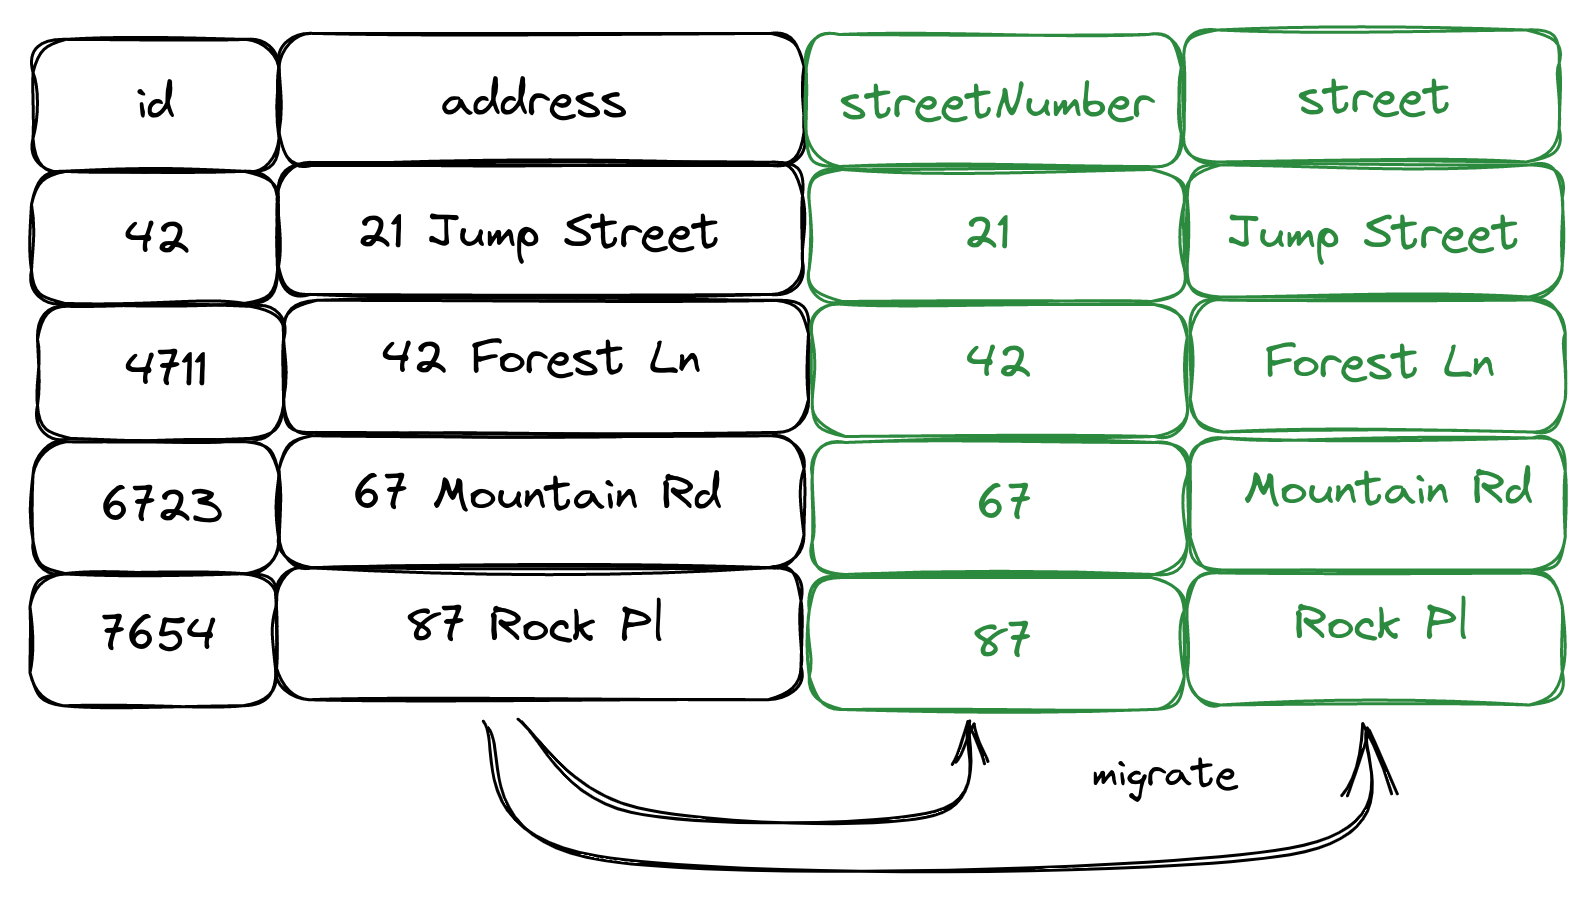 id address streetNumber street
42 21 Jump Street 21 Jump Street
4711 42 Forest Ln 42 Forest Ln
6723 67 Mountain Rd 67 Mountain Rd
7654 87 Rock Pl 87 Rock Pl
migrate